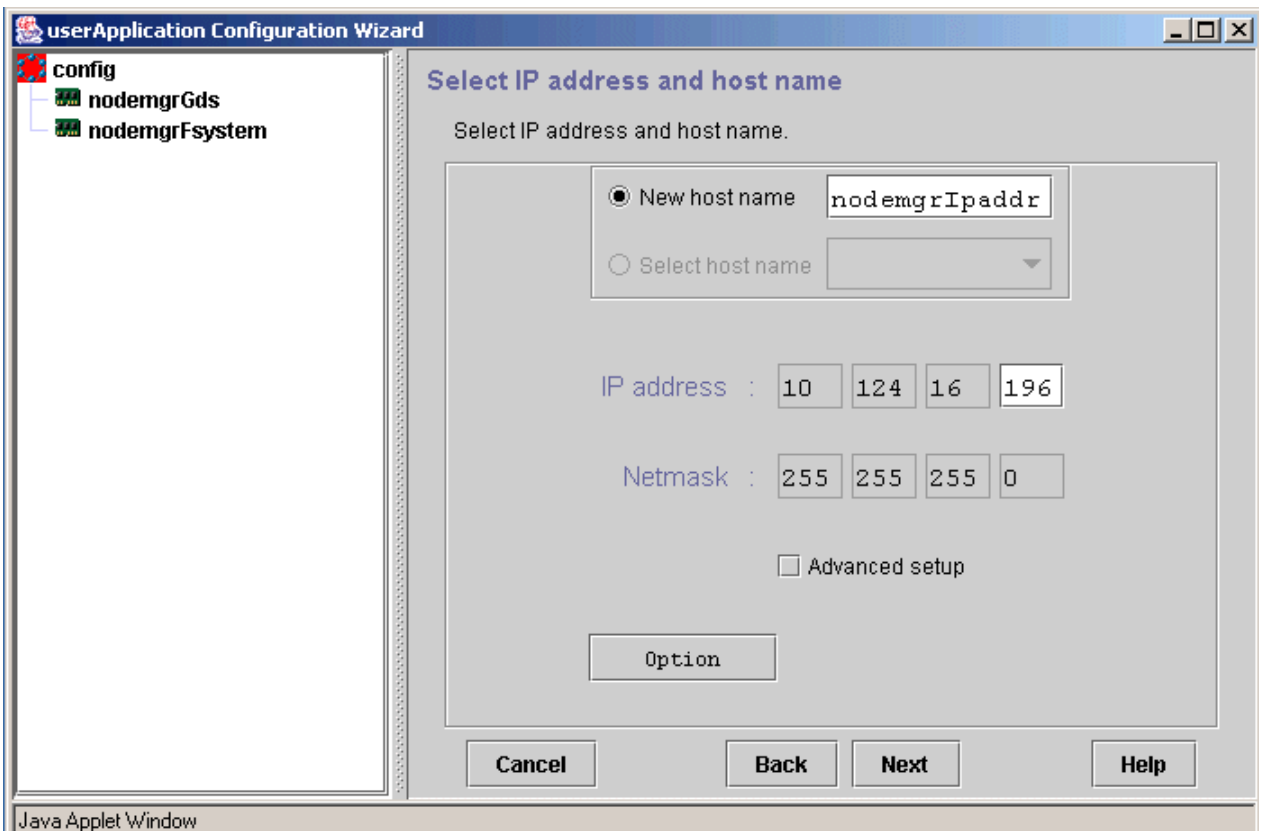 userApplication Configuration Wizard
config
nodemgrGds
nodemgrFsystem
Select IP address and host name
Select IP address and host name.
New host name nodemgrIpaddr
Select host name
IP address : 10 124 16 196
Netmask : 255 255 255 0
Advanced setup
Option
Cancel Back Next Help
Java Applet Window